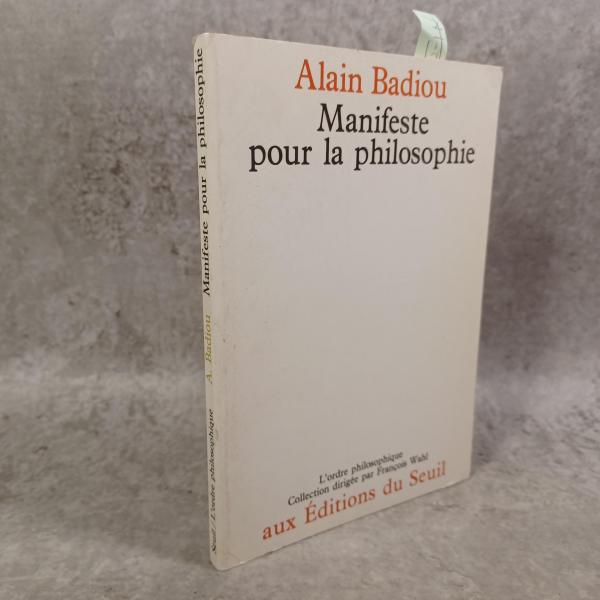 Alain Badiou
Manifeste
pour la philosophie
L'ordre philosophique
Collection dirigée par François Wahl
aux Éditions du Seuil
Seuil / L'ordre philosophique A. Badiou Manifeste pour la philosophie